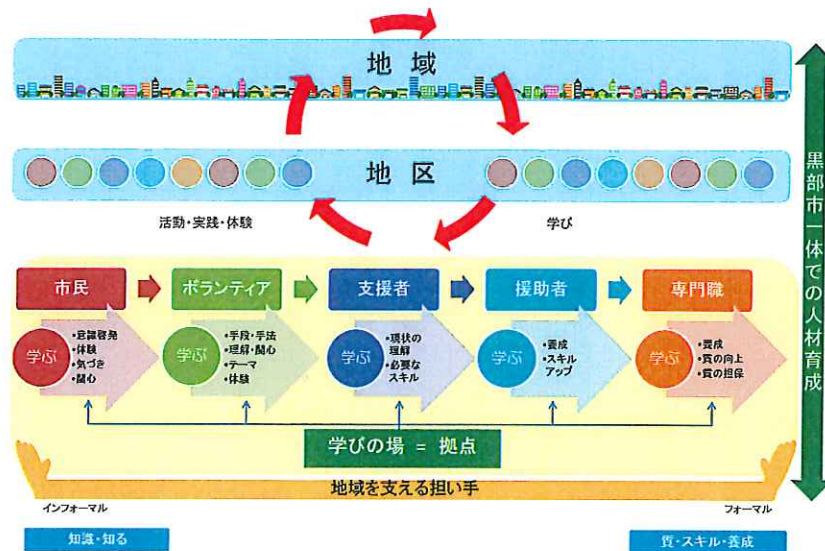 地域
地区
活動・実践・体験
学び
黒部市一体での人材育成
市民
ボランティア
支援者
援助者
専門職
学ぶ
・意識啓発
・体験
・気づき
・関心
学ぶ
・手段・手法
・理解・関心
・テーマ
・体験
学ぶ
・現状の
理解
・必要な
スキル
学ぶ
・養成
・スキル
アップ
学ぶ
・養成
・質の向上
・質の担保
学びの場 = 拠点
地域を支える担い手
インフォーマル
フォーマル
知識・知る
質・スキル・養成